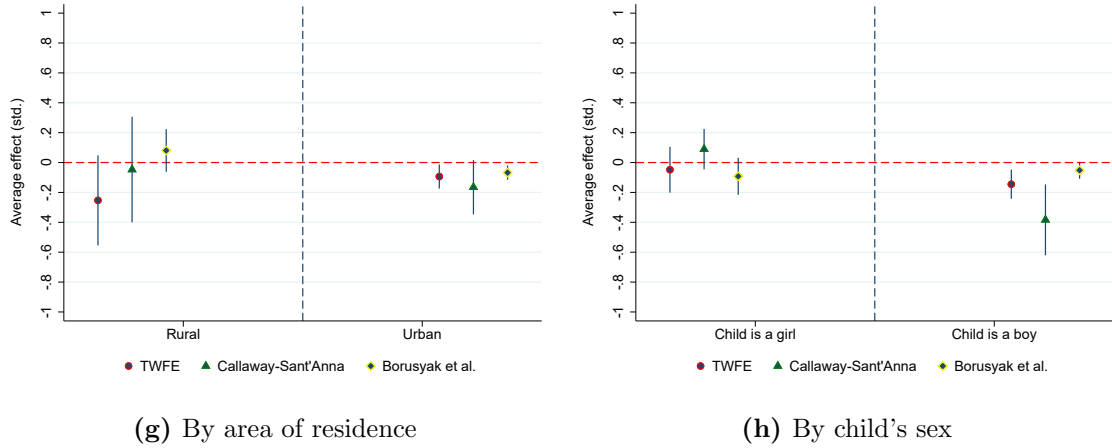 Average effect (std.)
1
.8
.6
.4
.2
0
-.2
-.4
-.6
-.8
-1
Rural Urban
TWFE Callaway-Sant'Anna Borusyak et al.
(g) By area of residence
Average effect (std.)
1
.8
.6
.4
.2
0
-.2
-.4
-.6
-.8
-1
Child is a girl Child is a boy
TWFE Callaway-Sant'Anna Borusyak et al.
(h) By child's sex